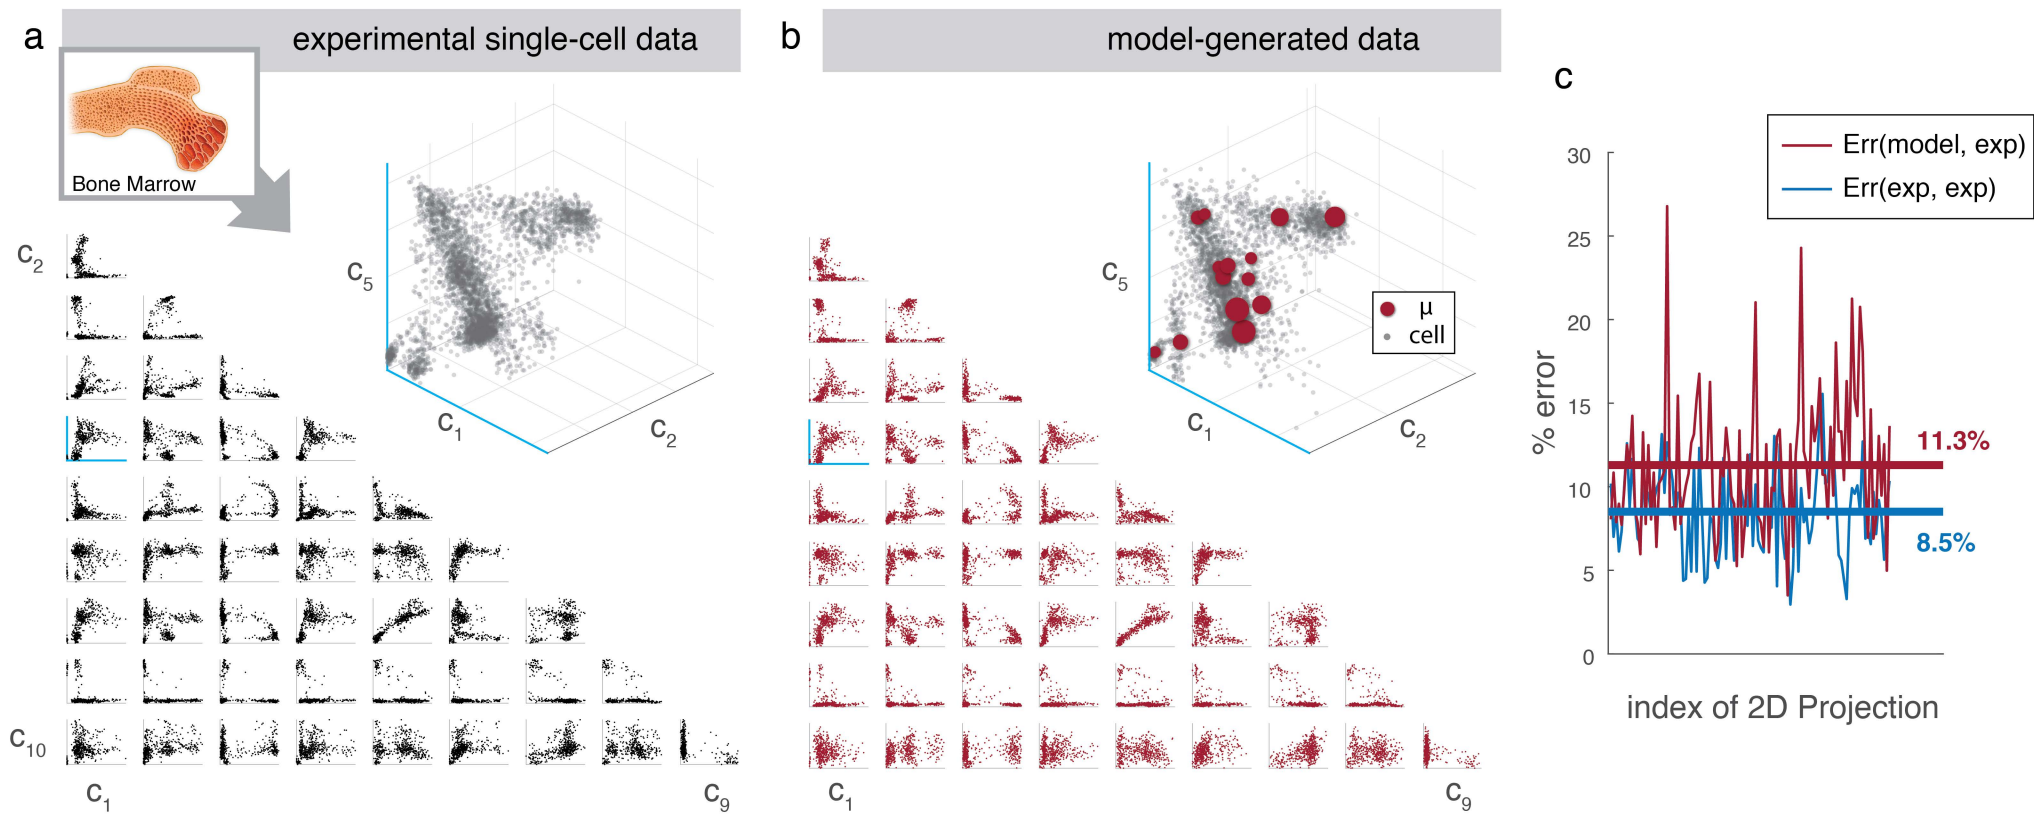 a
experimental single-cell data
Bone Marrow
c2
c5
c1
c2
c10
c1
c9
b
model-generated data
c5
μ
cell
c1
c2
c1
c9
c
Err(model, exp)
Err(exp, exp)
30
25
20
15
10
5
0
% error
11.3%
8.5%
index of 2D Projection